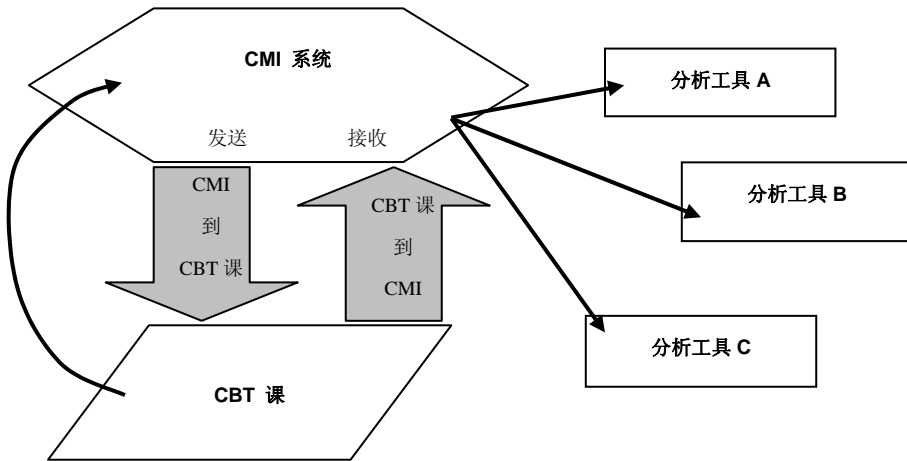 CMI 系统
发送
接收
CMI
到
CBT 课
CBT 课
到
CMI
CBT 课
分析工具 A
分析工具 B
分析工具 C